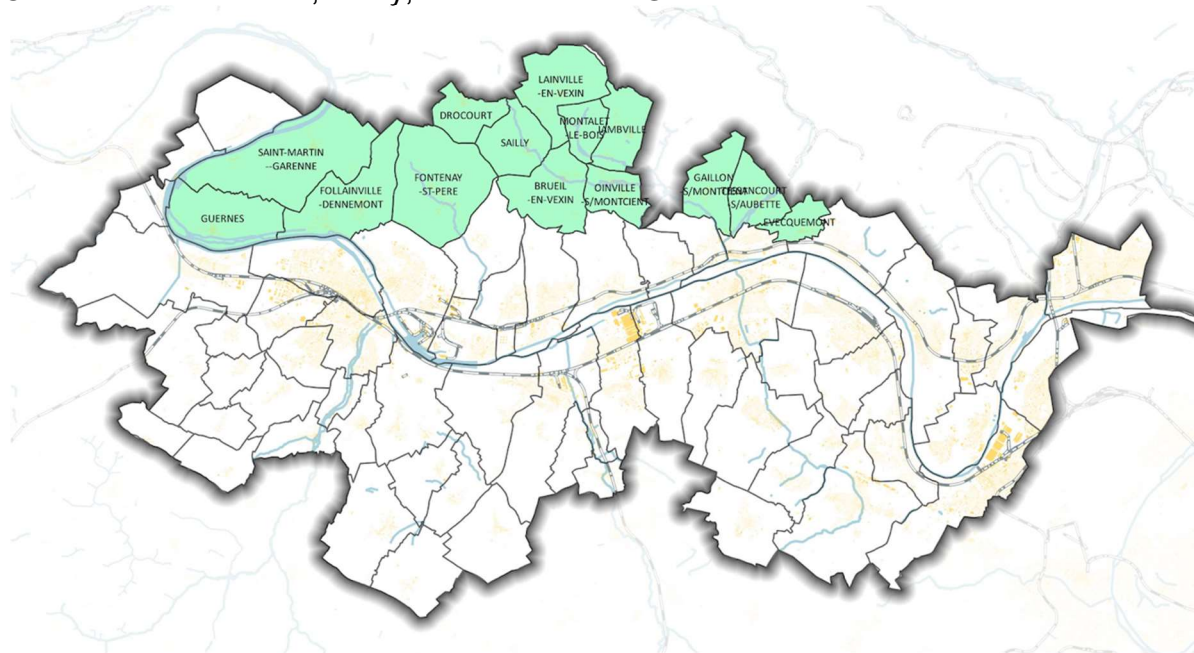 LAINVILLE
-EN-VEXIN
DROCOURT
MONTALET
-LE-BOIS
JAMBVILLE
SAILLY
SAINT-MARTIN
--GARENNE
FONTENAY
-ST-PERE
FOLLAINVILLE
-DENNEMONT
BRUEIL
-EN-VEXIN
OINVILLE
-S/MONTCIENT
GAILLON
S/MONTCIENT
S/AUBETTE
GUERNES
EVECQUEMONT